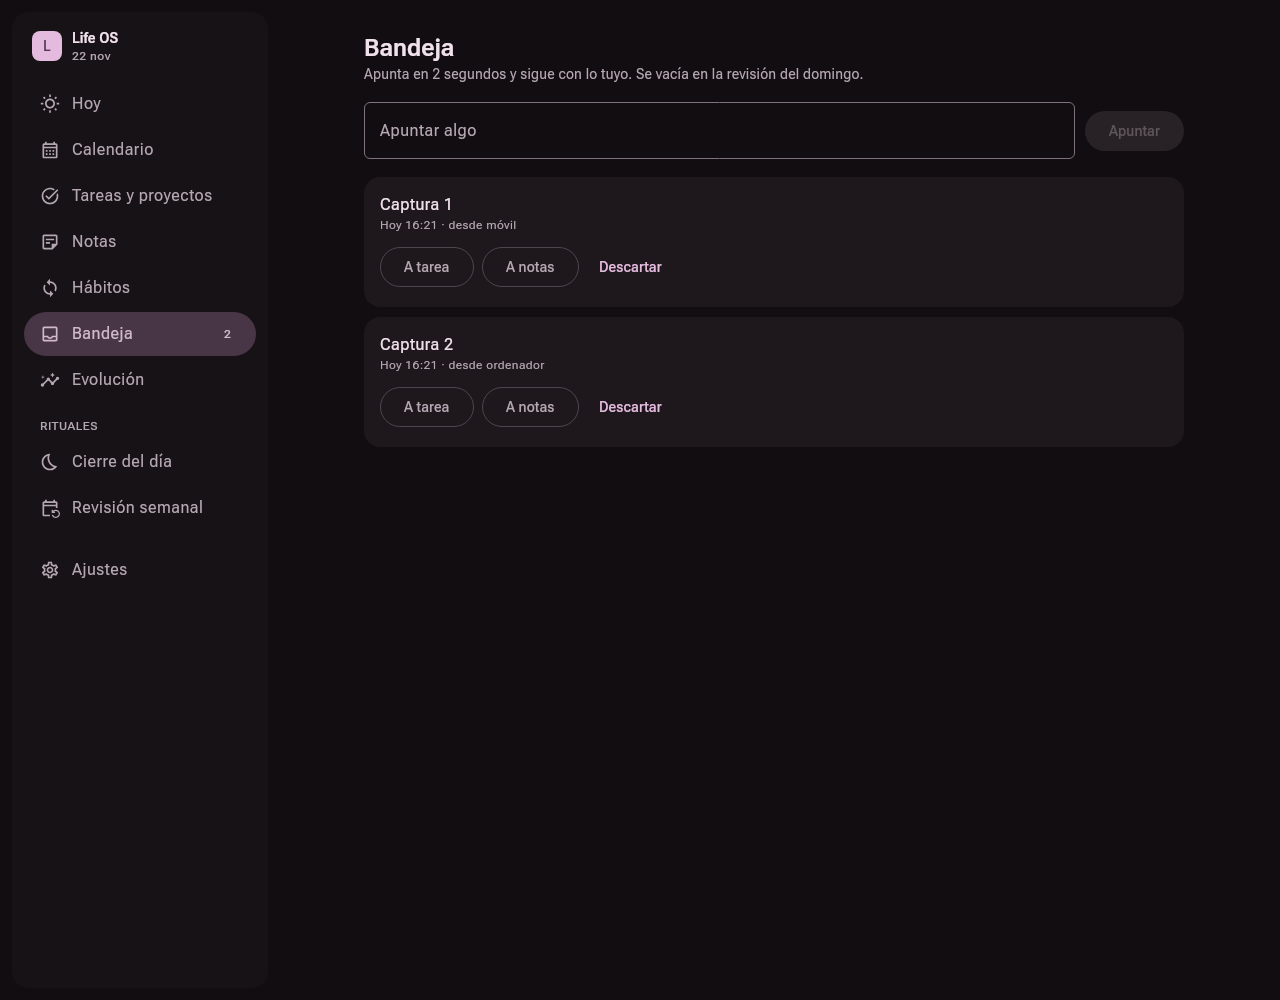 L
Life OS
22 nov
Hoy
Calendario
Tareas y proyectos
Notas
Hábitos
Bandeja 2
Evolución
RITUALES
Cierre del día
Revisión semanal
Ajustes
Bandeja
Apunta en 2 segundos y sigue con lo tuyo. Se vacía en la revisión del domingo.
Apuntar algo Apuntar
Captura 1
Hoy 16:21 · desde móvil
A tarea A notas Descartar
Captura 2
Hoy 16:21 · desde ordenador
A tarea A notas Descartar